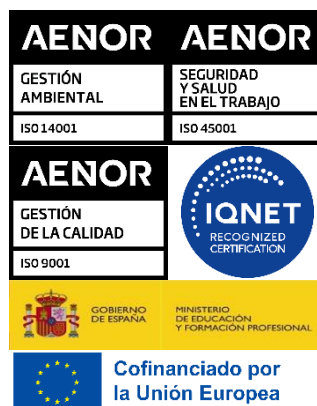 AENOR
GESTIÓN
AMBIENTAL
ISO 14001
AENOR
SEGURIDAD
Y SALUD
EN EL TRABAJO
ISO 45001
AENOR
GESTIÓN
DE LA CALIDAD
ISO 9001
IQNET
RECOGNIZED
CERTIFICATION
GOBIERNO
DE ESPAÑA
MINISTERIO
DE EDUCACIÓN
Y FORMACIÓN PROFESIONAL
Cofinanciado por
la Unión Europea